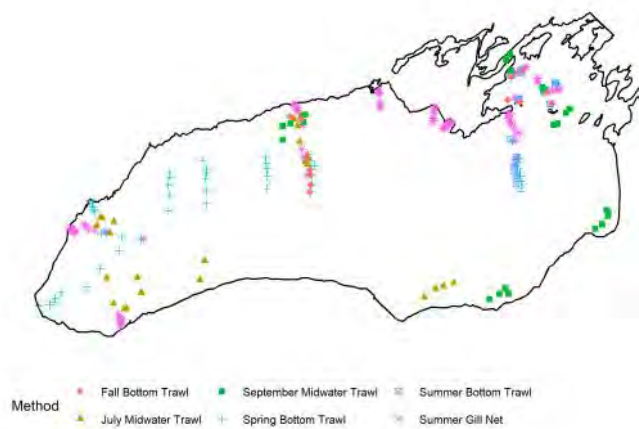 Method
Fall Bottom Trawl
September Midwater Trawl
Summer Bottom Trawl
July Midwater Trawl
Spring Bottom Trawl
Summer Gill Net